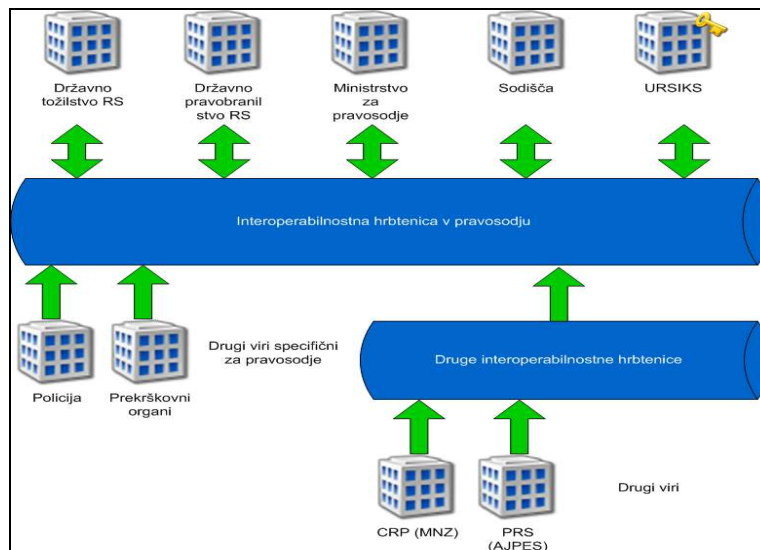 Državno
tožilstvo RS
Državno
pravobranil
stvo RS
Ministrstvo
za
pravosodje
Sodišča
URSIKS
Interoperabilnostna hrbtenica v pravosodju
Policija
Prekrškovni
organi
Drugi viri specifični
za pravosodje
Druge interoperabilnostne hrbtenice
CRP (MNZ)
PRS
(AJPES)
Drugi viri